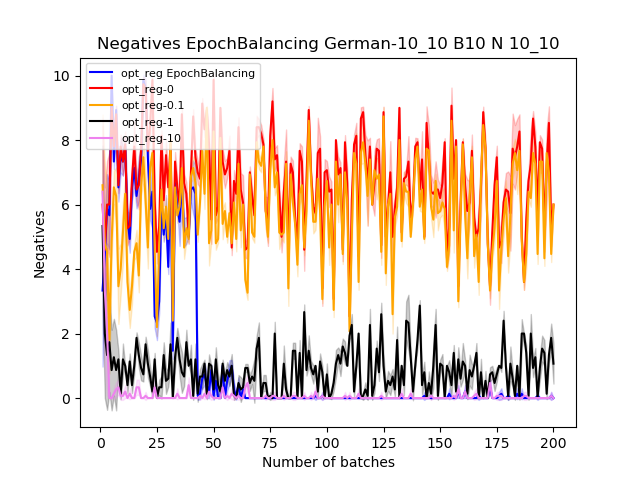 Negatives EpochBalancing German-10_10 B10 N 10_10
opt_reg EpochBalancing
opt_reg-0
opt_reg-0.1
opt_reg-1
opt_reg-10
Negatives
10
8
6
4
2
0
0 25 50 75 100 125 150 175 200
Number of batches